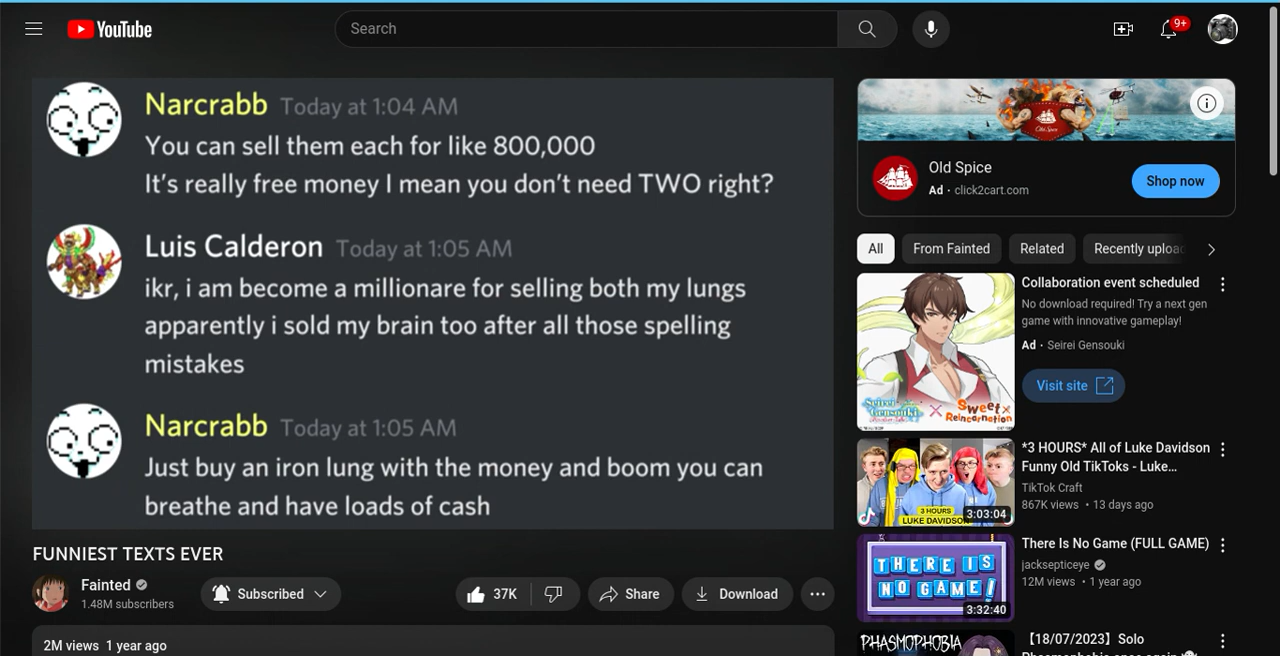 YouTube
Search
9+
Narcrabb Today at 1:04 AM
You can sell them each for like 800,000
It's really free money I mean you don't need TWO right?
Luis Calderon Today at 1:05 AM
ikr, i am become a millionare for selling both my lungs
apparently i sold my brain too after all those spelling
mistakes
Narcrabb Today at 1:05 AM
Just buy an iron lung with the money and boom you can
breathe and have loads of cash
FUNNIEST TEXTS EVER
Fainted
1.48M subscribers
Subscribed
37K
Share
Download
2M views 1 year ago
Old Spice
Old Spice
Ad · click2cart.com
Shop now
All
From Fainted
Related
Recently uploa
Seirei
Gensouki
Sweet
Reincarnation
Collaboration event scheduled
No download required! Try a next gen
game with innovative gameplay!
Ad · Seirei Gensouki
Visit site
3 HOURS
LUKE DAVIDSON
3:03:04
*3 HOURS* All of Luke Davidson
Funny Old TikToks - Luke...
TikTok Craft
867K views • 13 days ago
THERE IS
NO GAME!
3:32:40
There Is No Game (FULL GAME)
jacksepticeye
12M views • 1 year ago
PHASMOPHOBIA
【18/07/2023】Solo
Phasmophobia once again